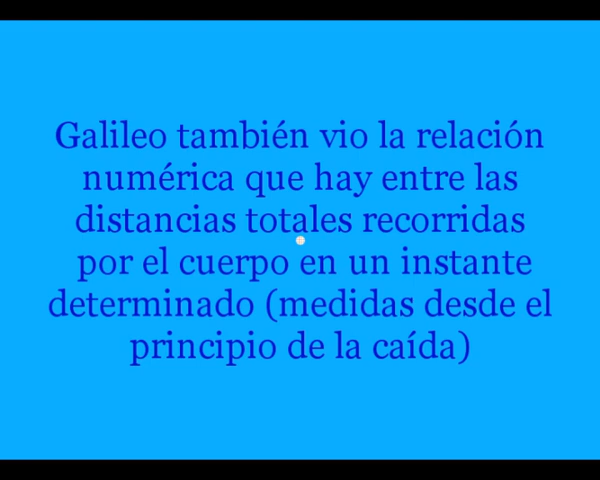 Galileo también vio la relación
numérica que hay entre las
distancias totales recorridas
por el cuerpo en un instante
determinado (medidas desde el
principio de la caída)